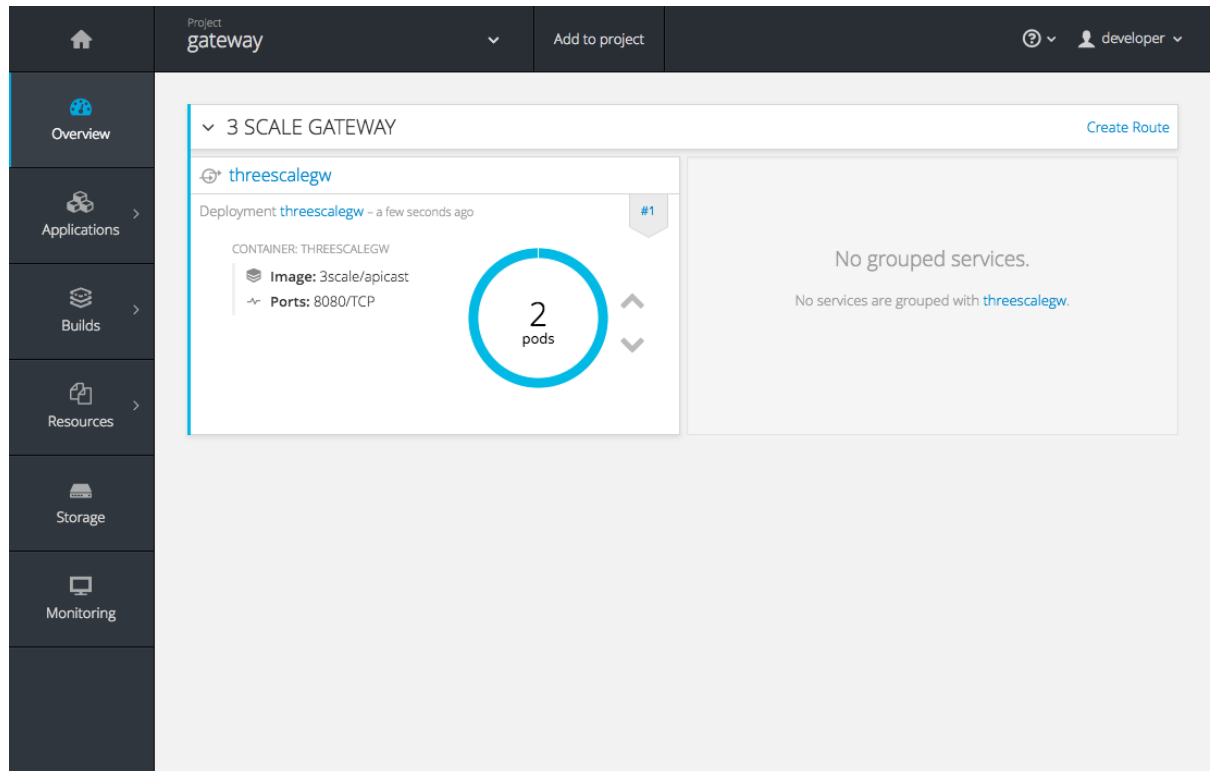 Project
gateway
Add to project
developer
Overview
Applications
Builds
Resources
Storage
Monitoring
3 SCALE GATEWAY
Create Route
threescalegw
Deployment threescalegw – a few seconds ago
#1
CONTAINER: THREESCALEGW
Image: 3scale/apicast
Ports: 8080/TCP
2
pods
No grouped services.
No services are grouped with threescalegw.